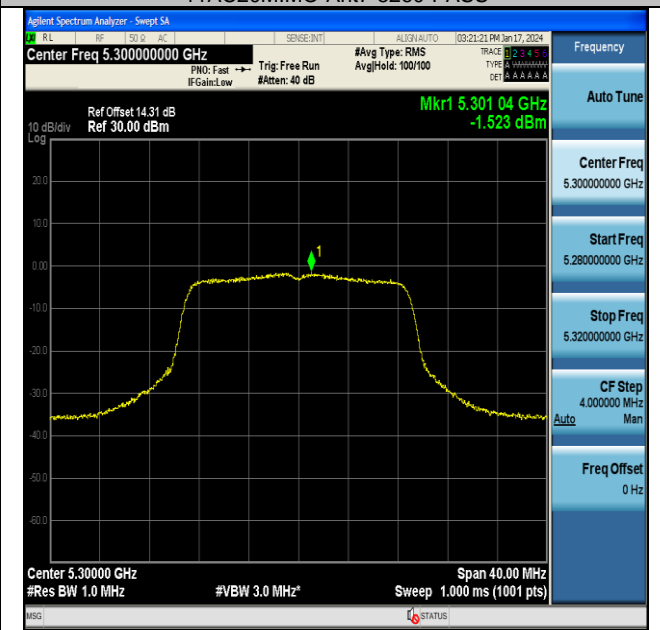 Agilent Spectrum Analyzer - Swept SA
RL RF 50 Ω AC SENSE:INT ALIGN AUTO 03:21:21 PM Jan 17, 2024
Center Freq 5.300000000 GHz
PNO: Fast
IFGain:Low
Trig: Free Run
#Atten: 40 dB
#Avg Type: RMS
Avg|Hold: 100/100
TRACE 1 2 3 4 5 6
TYPE A WWWWW
DET A A A A A A
Mkr1 5.301 04 GHz
-1.523 dBm
Ref Offset 14.31 dB
10 dB/div Ref 30.00 dBm
Log
20.0
10.0
0.00
-10.0
-20.0
-30.0
-40.0
-50.0
-60.0
1
Center 5.30000 GHz Span 40.00 MHz
#Res BW 1.0 MHz #VBW 3.0 MHz* Sweep 1.000 ms (1001 pts)
MSG STATUS
Frequency
Auto Tune
Center Freq
5.300000000 GHz
Start Freq
5.280000000 GHz
Stop Freq
5.320000000 GHz
CF Step
4.000000 MHz
Auto Man
Freq Offset
0 Hz